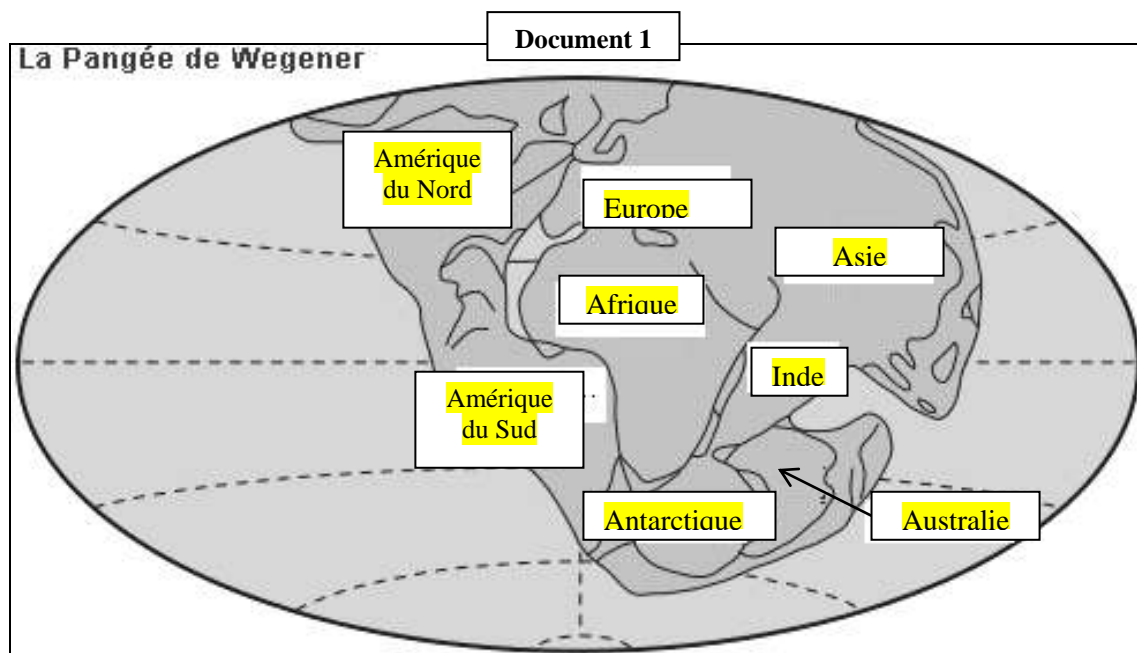 Document 1
La Pangée de Wegener
Amérique
du Nord
Europe
Asie
Afrique
Inde
Amérique
du Sud
..
Antarctique
Australie